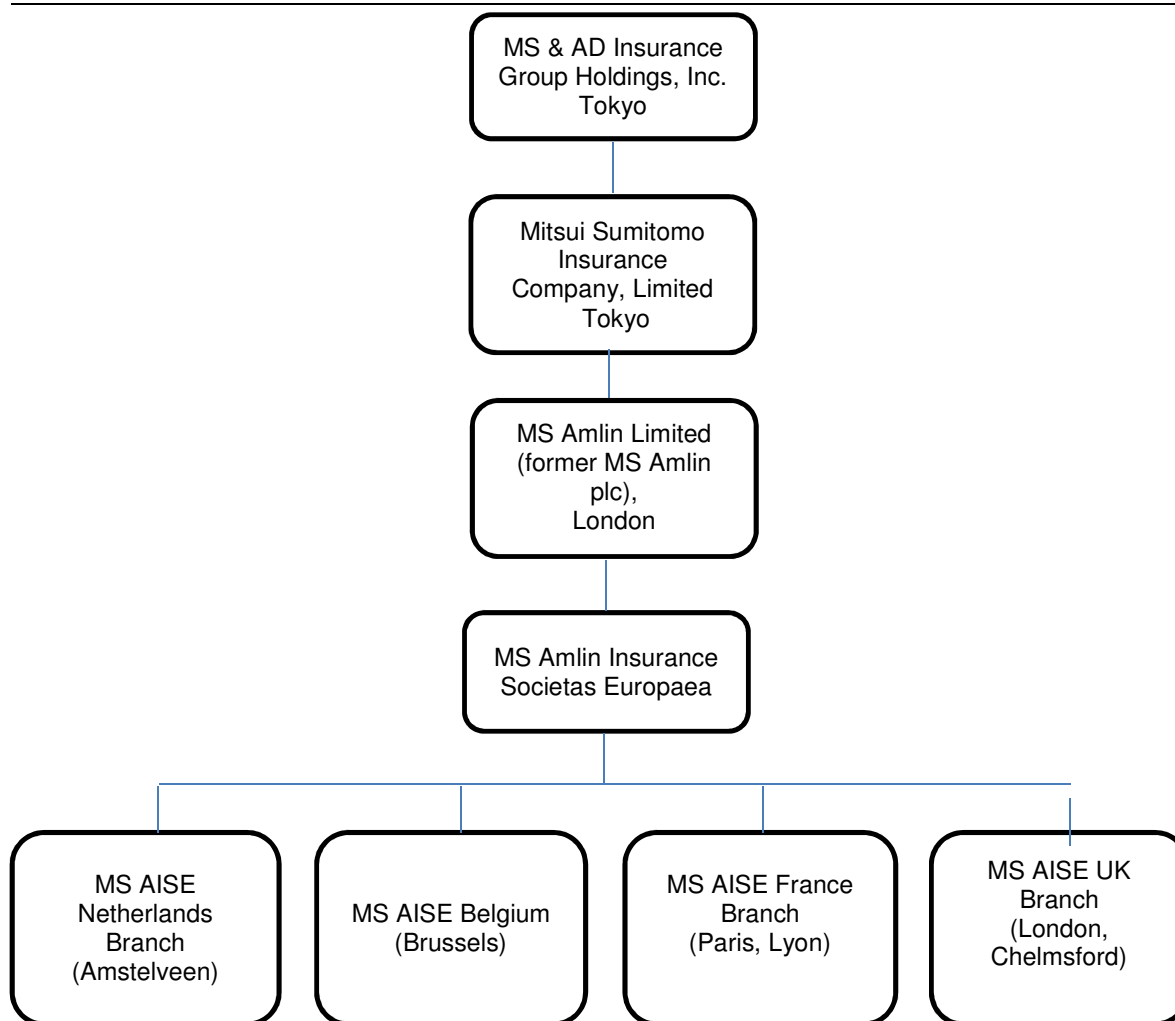 MS & AD Insurance
Group Holdings, Inc.
Tokyo
Mitsui Sumitomo
Insurance
Company, Limited
Tokyo
MS Amlin Limited
(former MS Amlin
plc),
London
MS Amlin Insurance
Societas Europaea
MS AISE
Netherlands
Branch
(Amstelveen)
MS AISE Belgium
(Brussels)
MS AISE France
Branch
(Paris, Lyon)
MS AISE UK
Branch
(London,
Chelmsford)